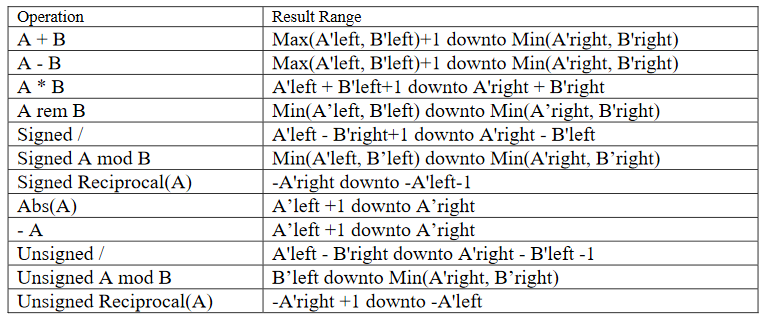 Operation Result Range
A + B Max(A'left, B'left)+1 downto Min(A'right, B'right)
A - B Max(A'left, B'left)+1 downto Min(A'right, B'right)
A * B A'left + B'left+1 downto A'right + B'right
A rem B Min(A’left, B'left) downto Min(A’right, B'right)
Signed / A'left - B'right+1 downto A'right - B'left
Signed A mod B Min(A'left, B’left) downto Min(A'right, B’right)
Signed Reciprocal(A) -A'right downto -A'left-1
Abs(A) A’left +1 downto A’right
- A A’left +1 downto A’right
Unsigned / A'left - B'right downto A'right - B'left -1
Unsigned A mod B B’left downto Min(A'right, B’right)
Unsigned Reciprocal(A) -A'right +1 downto -A'left